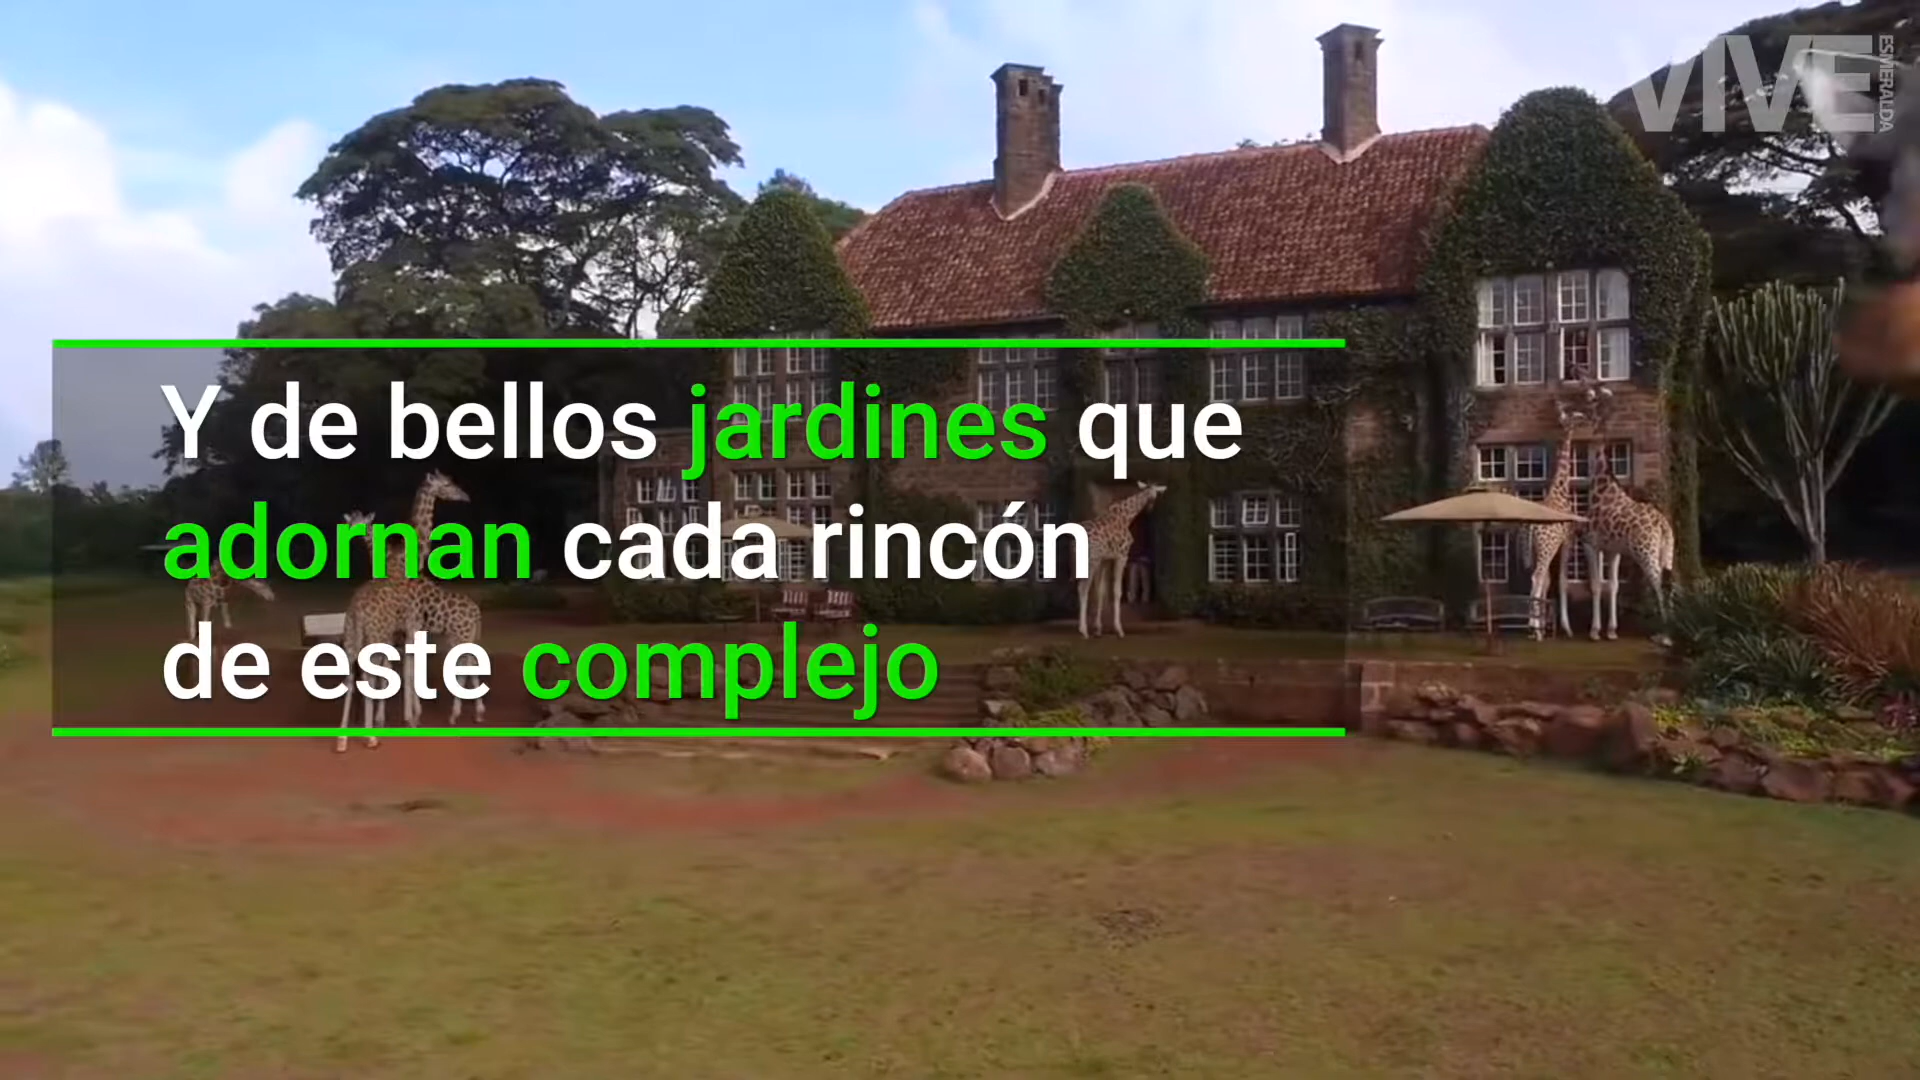 VIVE
ESMERALDA
Y de bellos jardines que
adornan cada rincón
de este complejo